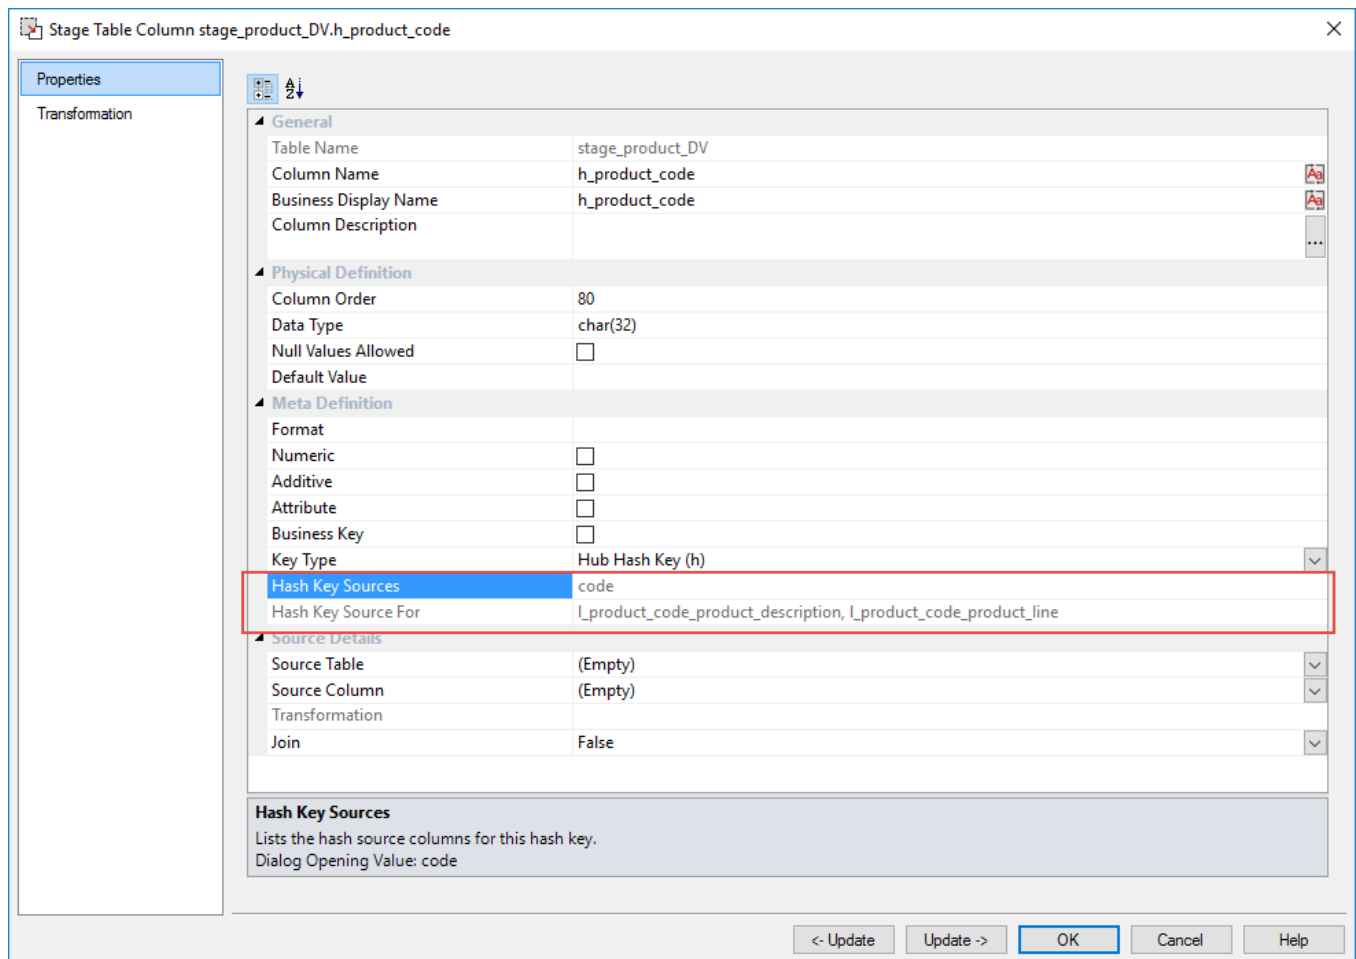 Stage Table Column stage_product_DV.h_product_code
Properties
Transformation
General
Table Name stage_product_DV
Column Name h_product_code
Business Display Name h_product_code
Column Description
...
Physical Definition
Column Order 80
Data Type char(32)
Null Values Allowed
Default Value
Meta Definition
Format
Numeric
Additive
Attribute
Business Key
Key Type Hub Hash Key (h)
Hash Key Sources code
Hash Key Source For l_product_code_product_description, l_product_code_product_line
Source Details
Source Table (Empty)
Source Column (Empty)
Transformation
Join False
Hash Key Sources
Lists the hash source columns for this hash key.
Dialog Opening Value: code
<- Update Update -> OK Cancel Help